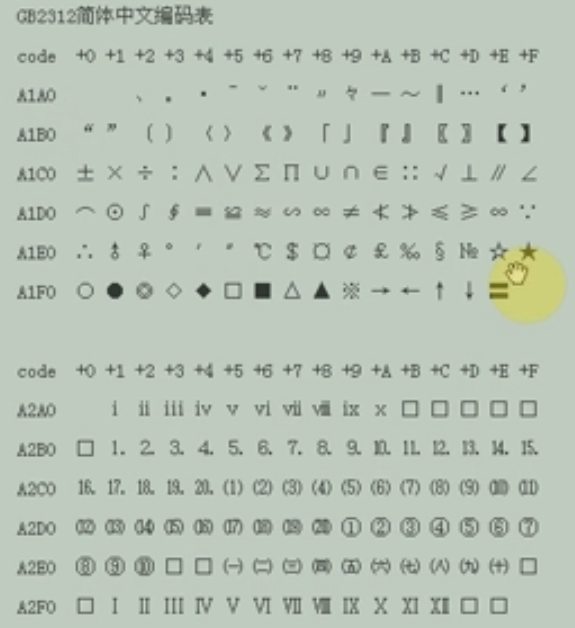 GB2312简体中文编码表
code +0 +1 +2 +3 +4 +5 +6 +7 +8 +9 +A +B +C +D +E +F
A1A0 、 。 · ˉ ˇ ¨ 〃 々 — ～ ‖ … ‘ ’
A1B0 “ ” 〔 〕 〈 〉 《 》 「 」 『 』 〖 〗 【 】
A1C0 ± × ÷ ∶ ∧ ∨ ∑ ∏ ∪ ∩ ∈ ∷ √ ⊥ ∥ ∠
A1D0 ⌒ ⊙ ∫ ∮ ≡ ≌ ≈ ∽ ∝ ≠ ≮ ≯ ≤ ≥ ∞ ∵
A1E0 ∴ ♂ ♀ ° ′ ″ ℃ $ ¤ ￠ ￡ ‰ § № ☆ ★
A1F0 ○ ● ◎ ◇ ◆ □ ■ △ ▲ ※ → ← ↑ ↓ 〓
code +0 +1 +2 +3 +4 +5 +6 +7 +8 +9 +A +B +C +D +E +F
A2A0 ⅰ ⅱ ⅲ ⅳ ⅴ ⅵ ⅶ ⅷ ⅸ ⅹ □ □ □ □ □
A2B0 □ ⒈ ⒉ ⒊ ⒋ ⒌ ⒍ ⒎ ⒏ ⒐ ⒑ ⒒ ⒓ ⒔ ⒕ ⒖
A2C0 ⒗ ⒘ ⒙ ⒚ ⒛ ⑴ ⑵ ⑶ ⑷ ⑸ ⑹ ⑺ ⑻ ⑼ ⑽ ⑾
A2D0 ⑿ ⒀ ⒁ ⒂ ⒃ ⒄ ⒅ ⒆ ⒇ ① ② ③ ④ ⑤ ⑥ ⑦
A2E0 ⑧ ⑨ ⑩ □ □ ㈠ ㈡ ㈢ ㈣ ㈤ ㈥ ㈦ ㈧ ㈨ ㈩ □
A2F0 □ Ⅰ Ⅱ Ⅲ Ⅳ Ⅴ Ⅵ Ⅶ Ⅷ Ⅸ Ⅹ Ⅺ Ⅻ □ □